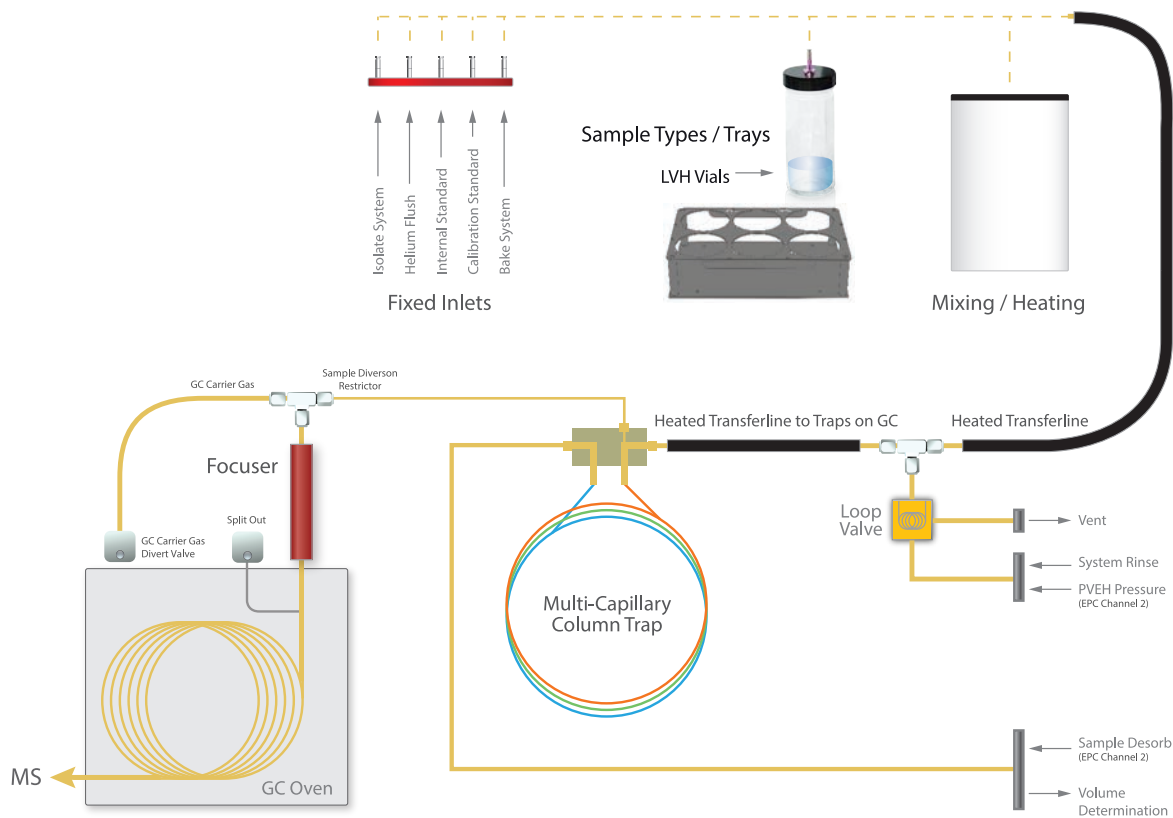 Sample Types / Trays
LVH Vials
Isolate System
Helium Flush
Internal Standard
Calibration Standard
Bake System
Fixed Inlets
Mixing / Heating
GC Carrier Gas
Sample Diverson
Restrictor
Heated Transferline to Traps on GC
Heated Transferline
Focuser
Split Out
GC Carrier Gas
Divert Valve
Loop
Valve
Vent
System Rinse
PVEH Pressure
(EPC Channel 2)
Multi-Capillary
Column Trap
Sample Desorb
(EPC Channel 2)
Volume
Determination
MS
GC Oven